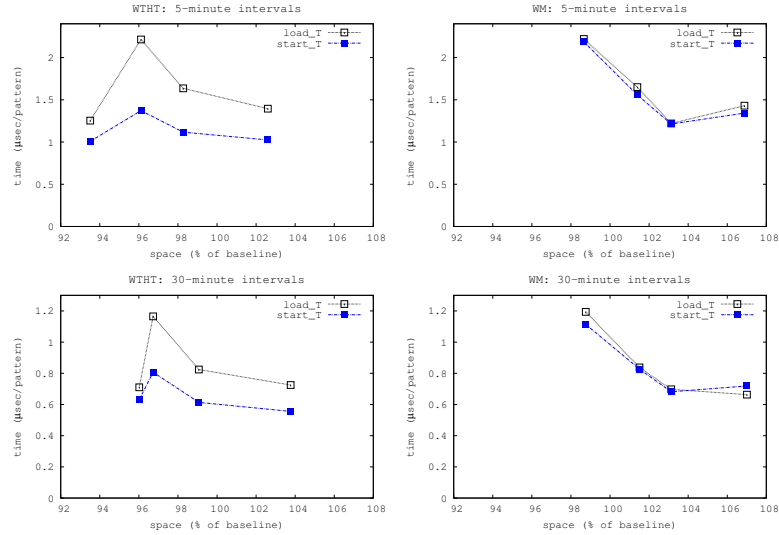 WTHT: 5-minute intervals
load_T
start_T
2
1.5
1
0.5
0
time (µsec/pattern)
92 94 96 98 100 102 104 106 108
space (% of baseline)
WM: 5-minute intervals
load_T
start_T
2
1.5
1
0.5
0
time (µsec/pattern)
92 94 96 98 100 102 104 106 108
space (% of baseline)
WTHT: 30-minute intervals
load_T
start_T
1.2
1
0.8
0.6
0.4
0.2
0
time (µsec/pattern)
92 94 96 98 100 102 104 106 108
space (% of baseline)
WM: 30-minute intervals
load_T
start_T
1.2
1
0.8
0.6
0.4
0.2
0
time (µsec/pattern)
92 94 96 98 100 102 104 106 108
space (% of baseline)